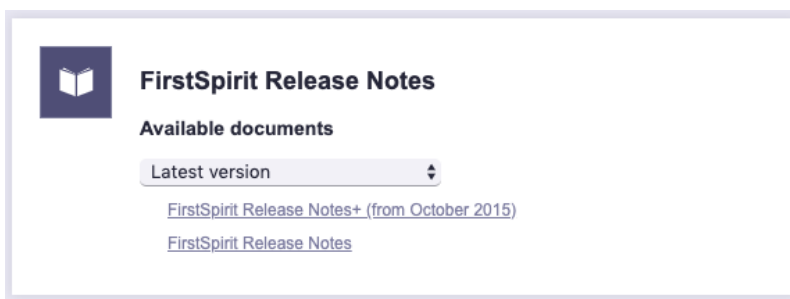 FirstSpirit Release Notes
Available documents
Latest version
FirstSpirit Release Notes+ (from October 2015)
FirstSpirit Release Notes